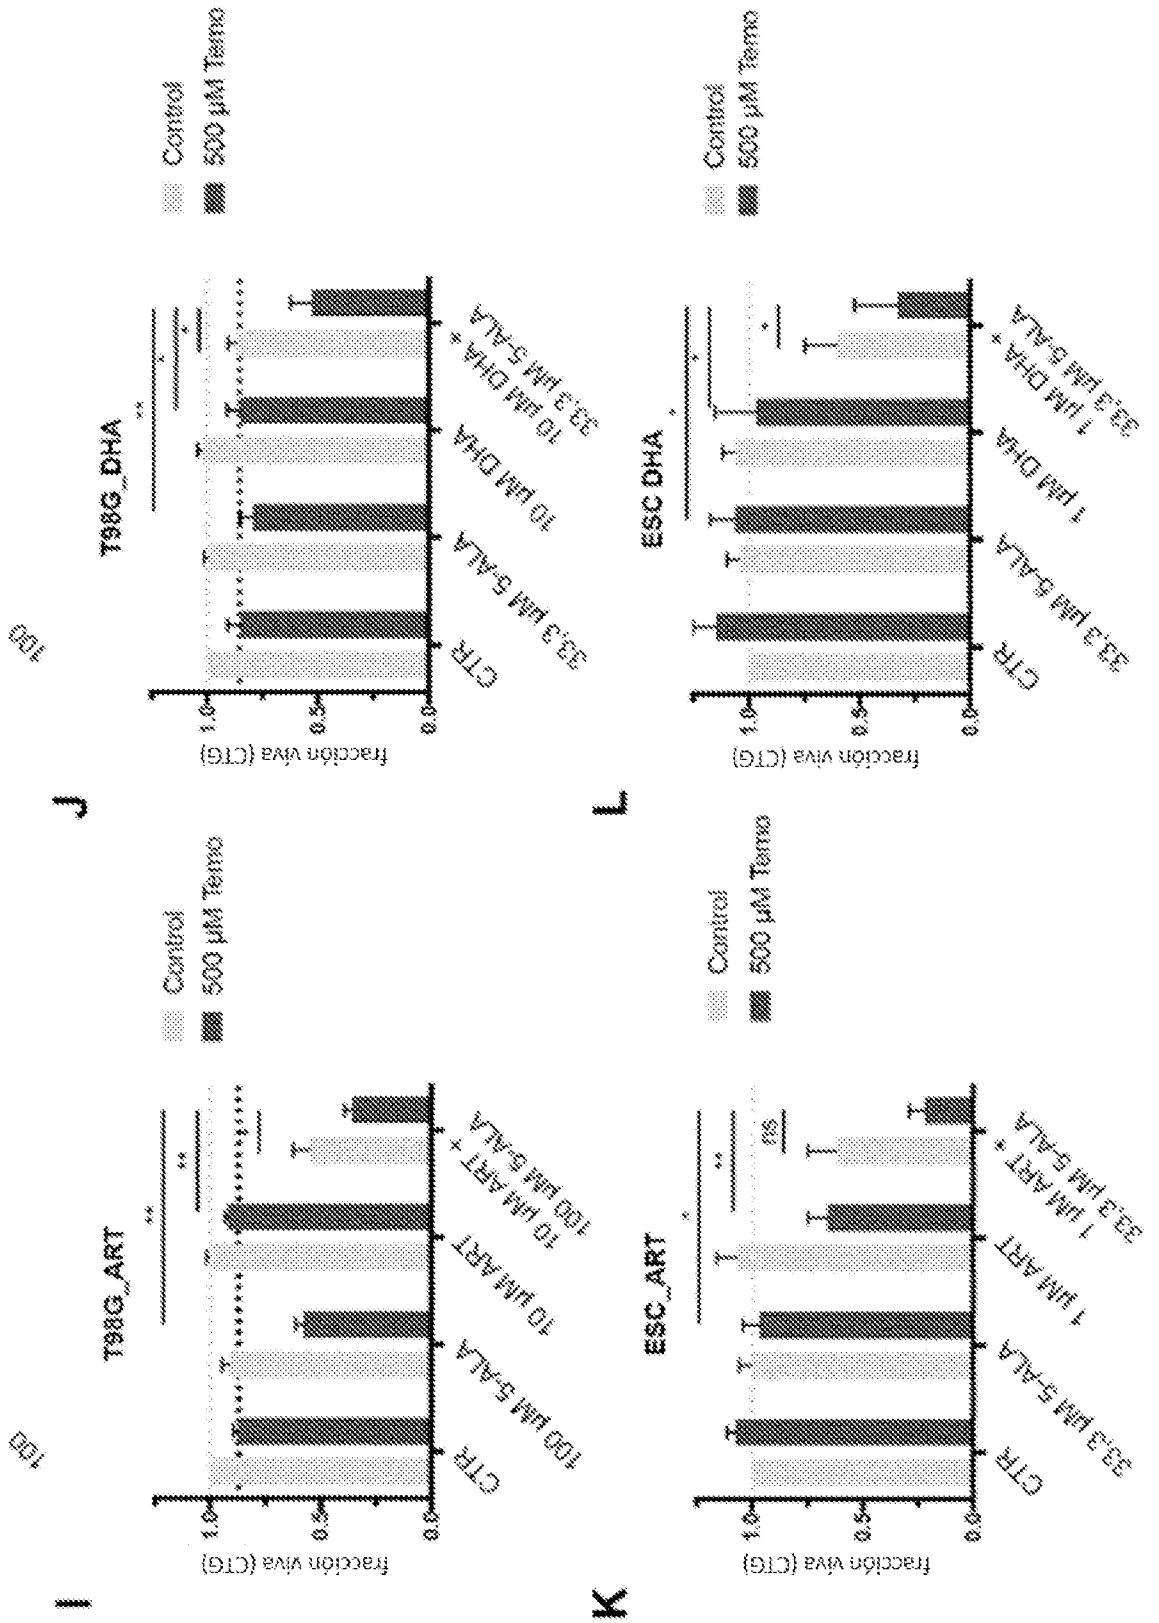 100
100
I
T98G_ART
fracción viva (CTG)
1.0
0.5
0.0
**
**
*
CTR
100 µM 5-ALA
10 µM ART
10 µM ART +
100 µM 5-ALA
Control
500 µM Temo
J
T98G_DHA
fracción viva (CTG)
1.0
0.5
0.0
**
*
*
CTR
33,3 µM 5-ALA
10 µM DHA
10 µM DHA +
33,3 µM 5-ALA
Control
500 µM Temo
K
ESC_ART
fracción viva (CTG)
1.0
0.5
0.0
*
**
ns
CTR
33,3 µM 5-ALA
1 µM ART
1 µM ART +
33,3 µM 5-ALA
Control
500 µM Temo
L
ESC DHA
fracción viva (CTG)
1.0
0.5
0.0
*
*
*
CTR
33,3 µM 5-ALA
1 µM DHA
1 µM DHA +
33,3 µM 5-ALA
Control
500 µM Temo